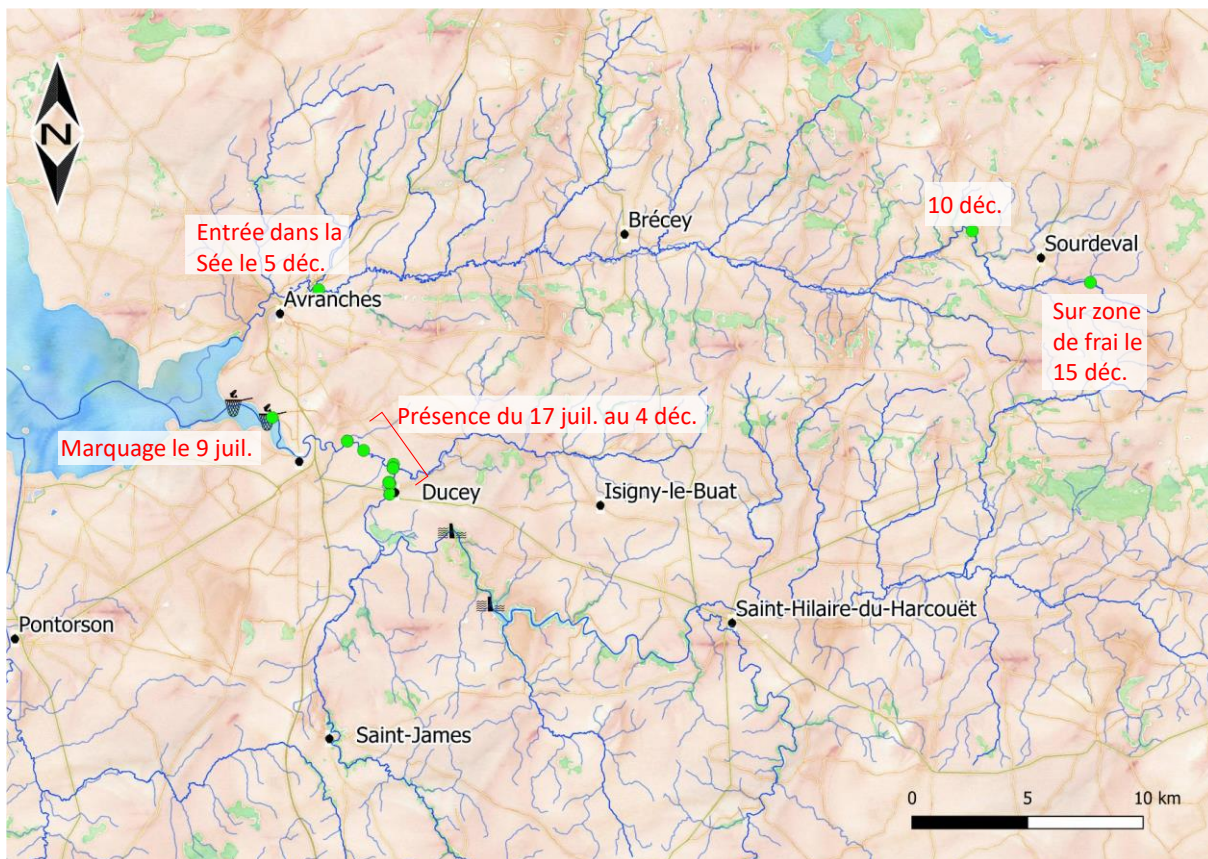 N
10 déc.
Brécey
Entrée dans la
Sée le 5 déc.
Sourdeval
Avranches
Sur zone
de frai le
15 déc.
Présence du 17 juil. au 4 déc.
Marquage le 9 juil.
Ducey
Isigny-le-Buat
Saint-Hilaire-du-Harcouët
Pontorson
Saint-James
0 5 10 km